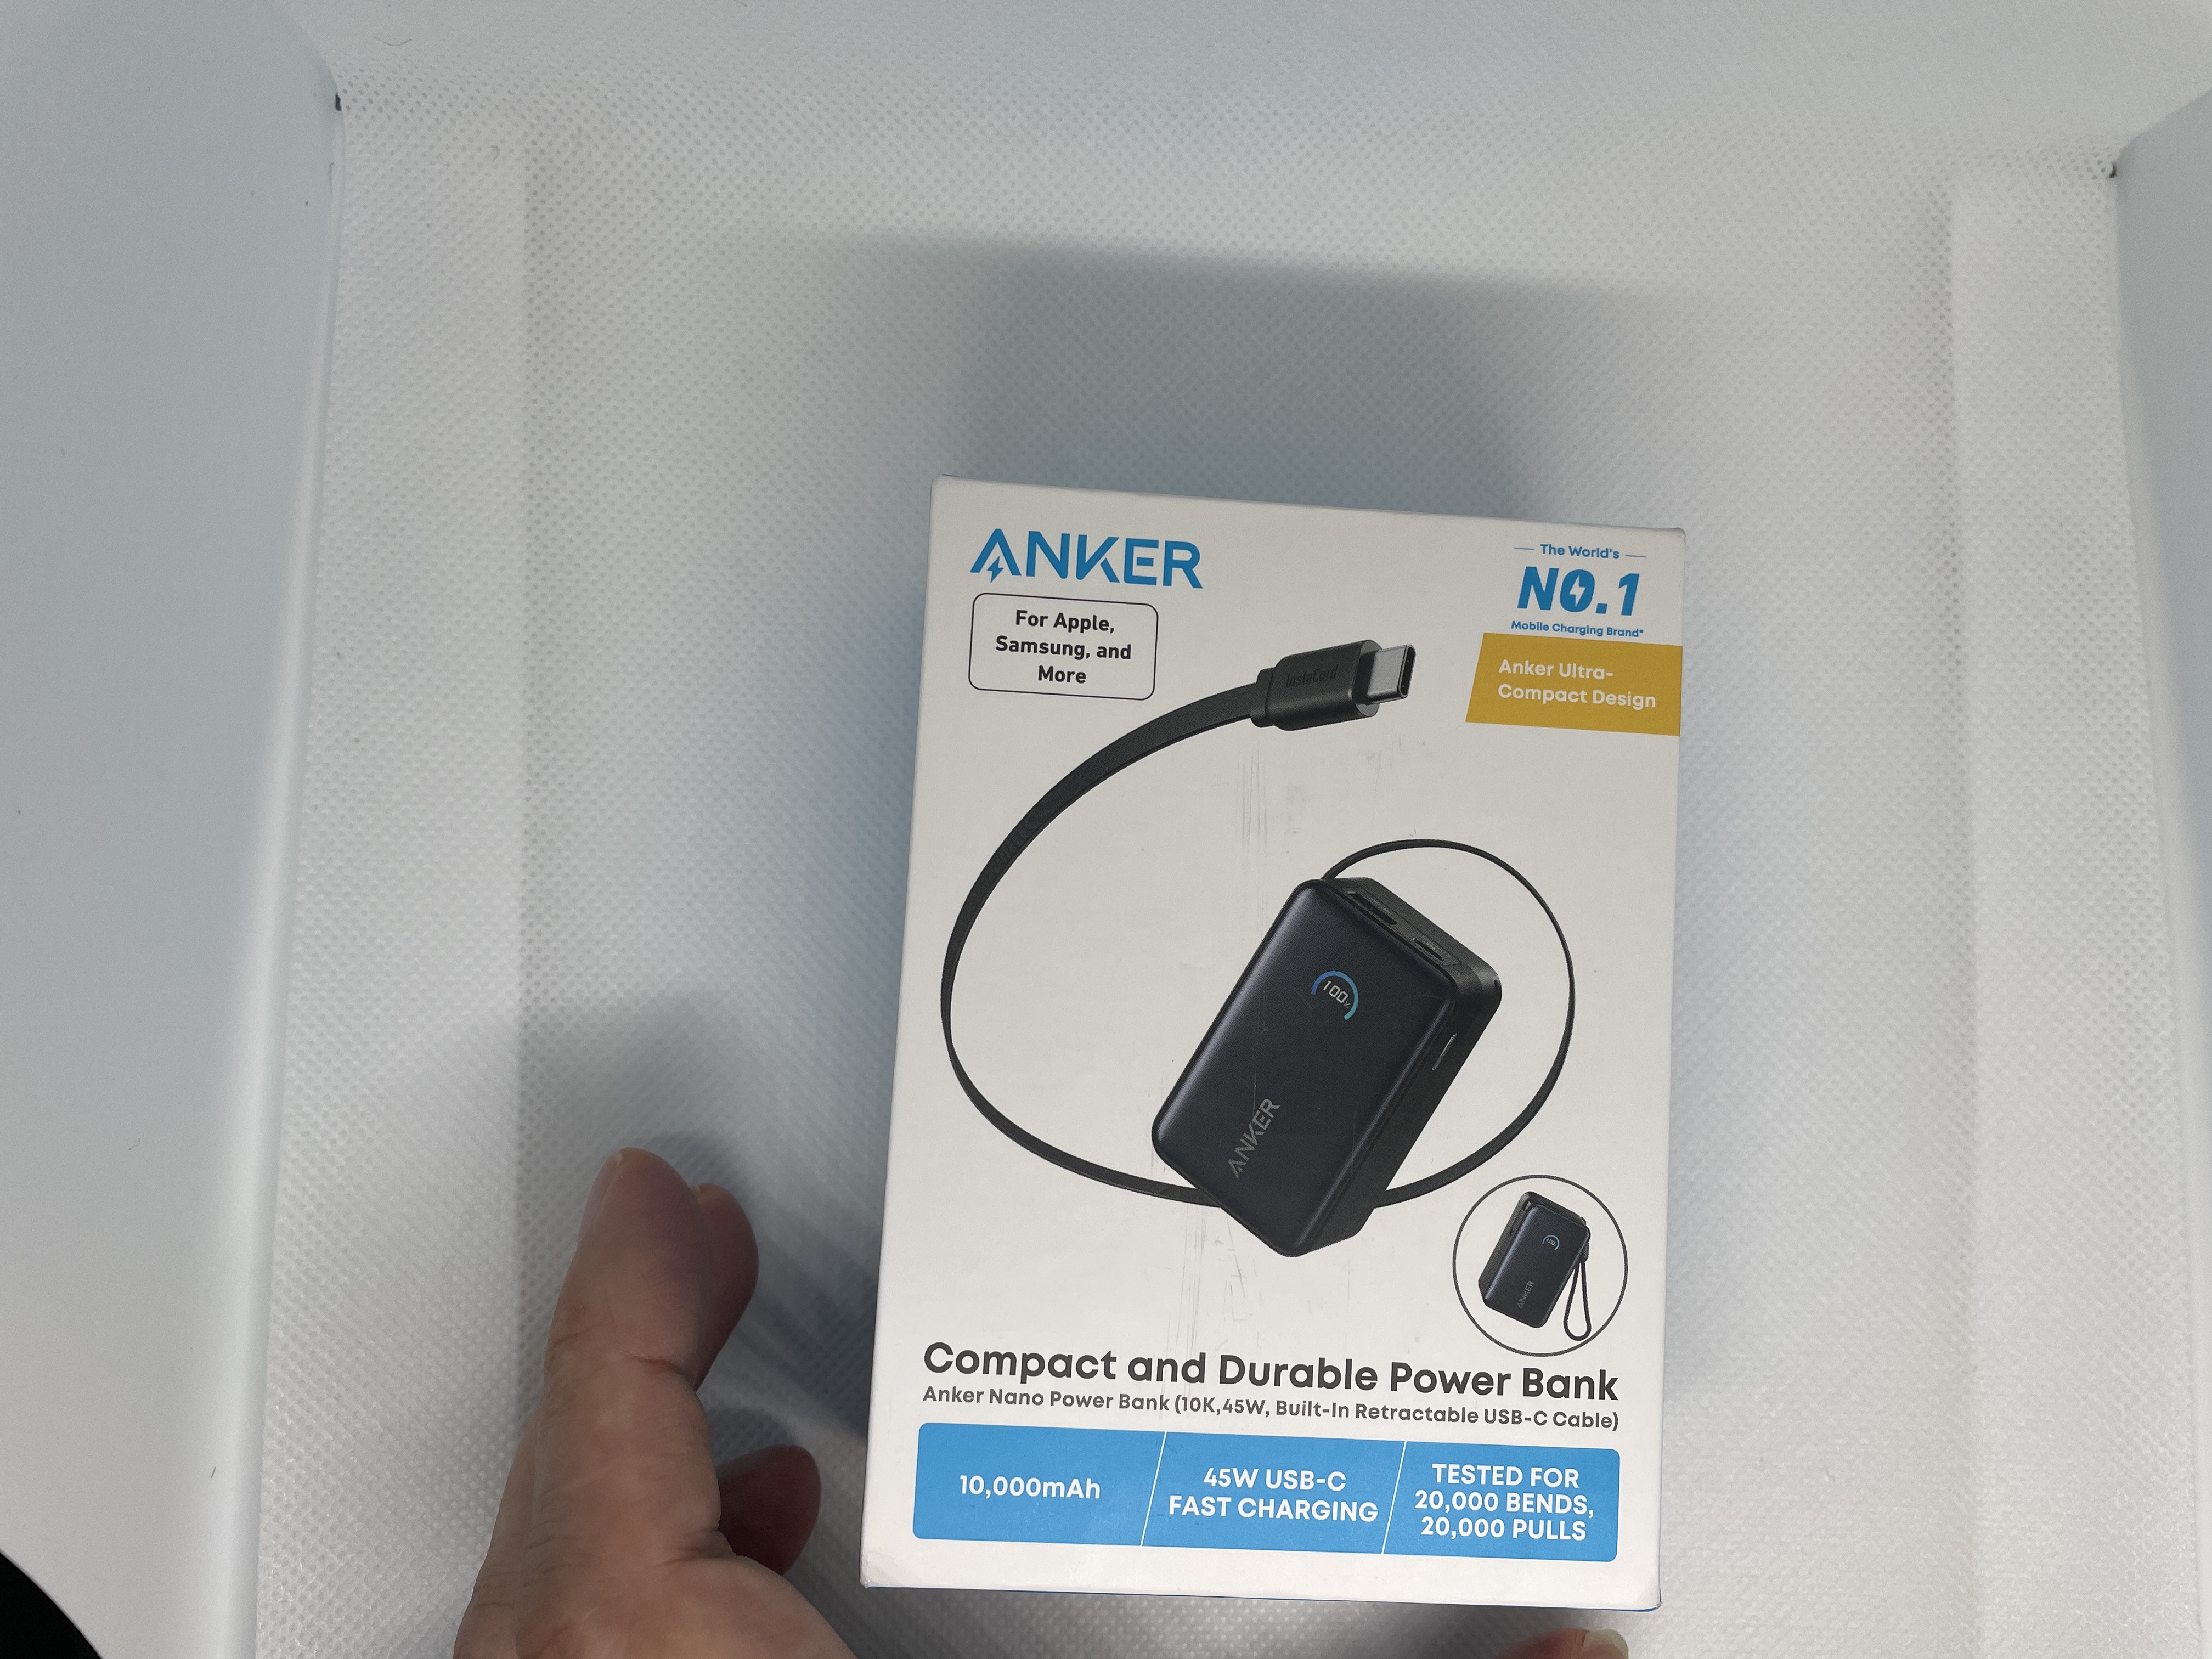 ANKER
For Apple,
Samsung, and
More
The World's
NO.1
Mobile Charging Brand*
Anker Ultra-
Compact Design
InstaCord
ANKER
100%
ANKER
Compact and Durable Power Bank
Anker Nano Power Bank (10K,45W, Built-In Retractable USB-C Cable)
10,000mAh
45W USB-C
FAST CHARGING
TESTED FOR
20,000 BENDS,
20,000 PULLS